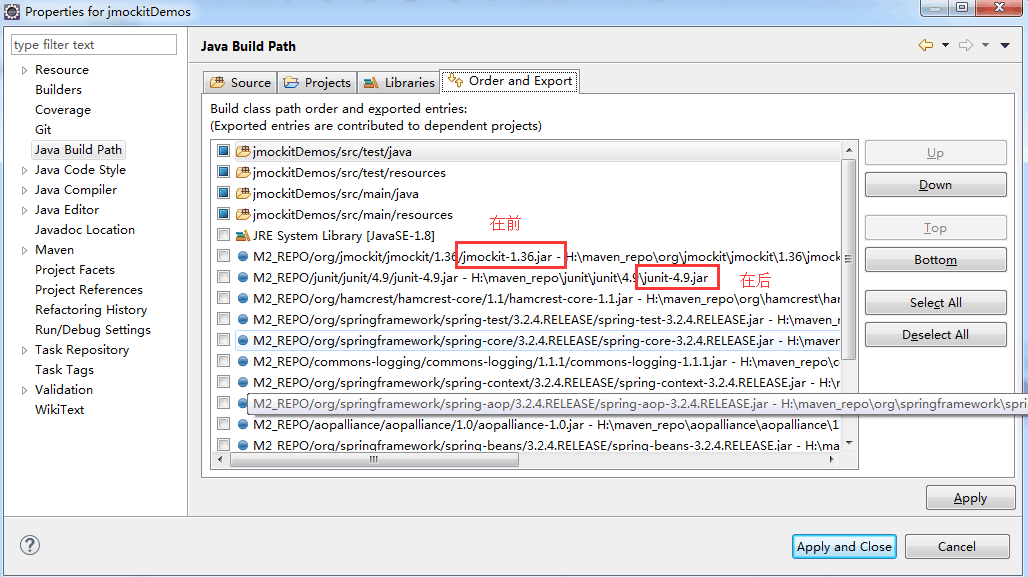 Properties for jmockitDemos
type filter text
Resource
Builders
Coverage
Git
Java Build Path
Java Code Style
Java Compiler
Java Editor
Javadoc Location
Maven
Project Facets
Project References
Refactoring History
Run/Debug Settings
Task Repository
Task Tags
Validation
WikiText
Java Build Path
Source
Projects
Libraries
Order and Export
Build class path order and exported entries:
(Exported entries are contributed to dependent projects)
jmockitDemos/src/test/java
jmockitDemos/src/test/resources
jmockitDemos/src/main/java
jmockitDemos/src/main/resources
在前
JRE System Library [JavaSE-1.8]
M2_REPO/org/jmockit/jmockit/1.36/jmockit-1.36.jar - H:\maven_repo\org\jmockit\jmockit\1.36\jmock
M2_REPO/junit/junit/4.9/junit-4.9.jar - H:\maven_repo\junit\junit\4.9\junit-4.9.jar
在后
M2_REPO/org/hamcrest/hamcrest-core/1.1/hamcrest-core-1.1.jar - H:\maven_repo\org\hamcrest\har
M2_REPO/org/springframework/spring-test/3.2.4.RELEASE/spring-test-3.2.4.RELEASE.jar - H:\maven_r
M2_REPO/org/springframework/spring-core/3.2.4.RELEASE/spring-core-3.2.4.RELEASE.jar - H:\maven
M2_REPO/commons-logging/commons-logging/1.1.1/commons-logging-1.1.1.jar - H:\maven_repo\c
M2_REPO/org/springframework/spring-context/3.2.4.RELEASE/spring-context-3.2.4.RELEASE.jar - H:\r
M2_REPO/org/springframework/spring-aop/3.2.4.RELEASE/spring-aop-3.2.4.RELEASE.jar - H:\maven_repo\org\springframework\spri
M2_REPO/aopalliance/aopalliance/1.0/aopalliance-1.0.jar - H:\maven_repo\aopalliance\aopalliance\1
M2_REPO/org/springframework/spring-beans/3.2.4.RELEASE/spring-beans-3.2.4.RELEASE.jar - H:\ma
Up
Down
Top
Bottom
Select All
Deselect All
Apply
Apply and Close
Cancel